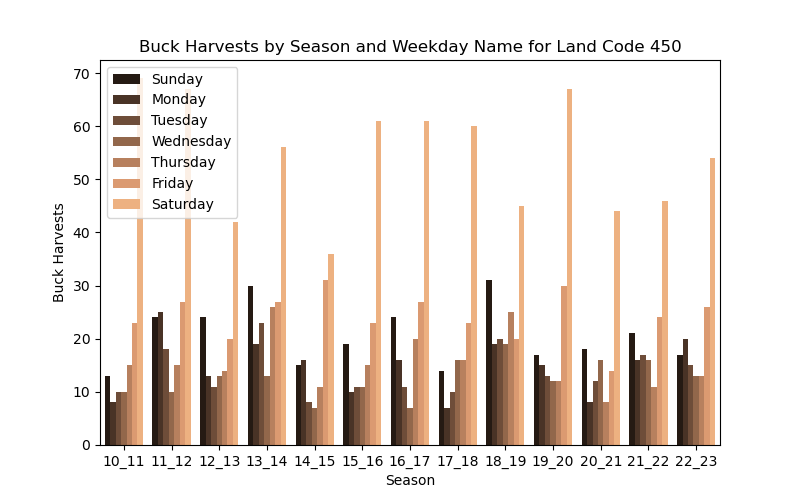 Buck Harvests by Season and Weekday Name for Land Code 450
70
60
50
40
30
20
10
0
Buck Harvests
Sunday
Monday
Tuesday
Wednesday
Thursday
Friday
Saturday
10_11 11_12 12_13 13_14 14_15 15_16 16_17 17_18 18_19 19_20 20_21 21_22 22_23
Season